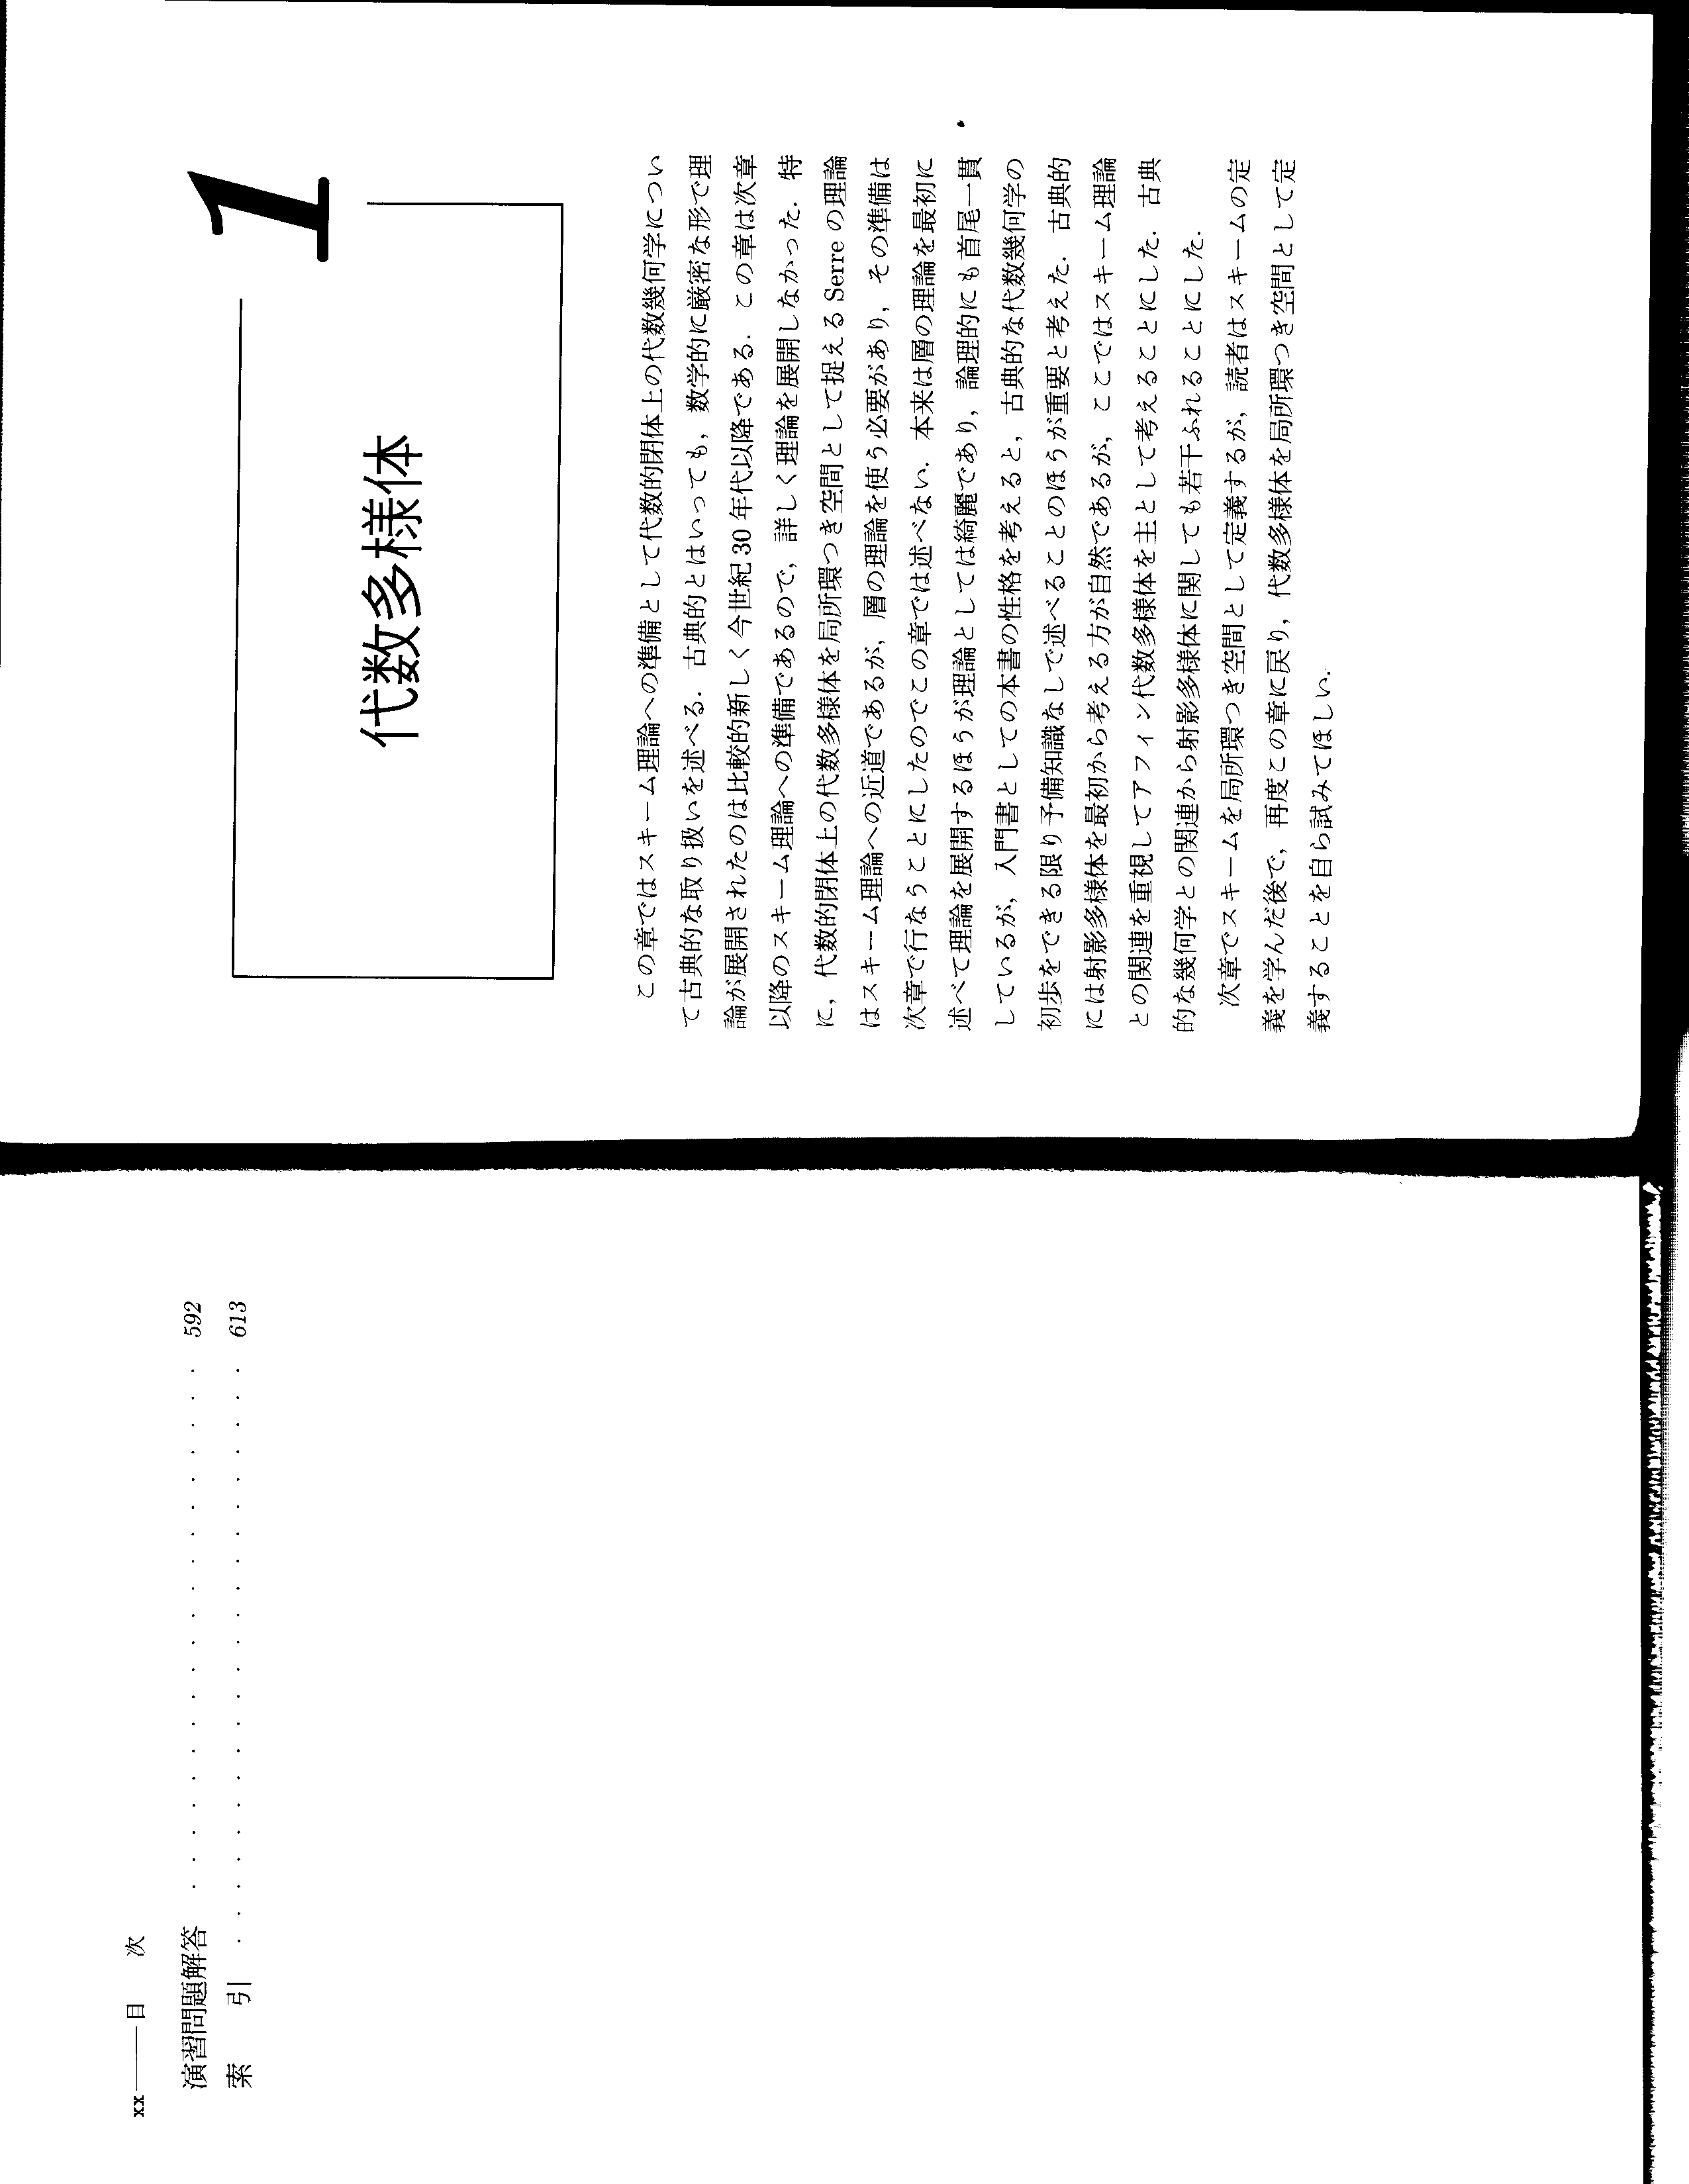 xx——目　次
演習問題解答 . . . . . . . . . . . . . . . . . . . . 592
索　　引 . . . . . . . . . . . . . . . . . . . . . . 613
1
代数多様体
この章ではスキーム理論への準備として代数的閉体上の代数幾何学につい
て古典的な取り扱いを述べる．古典的とはいっても，数学的に厳密な形で理
論が展開されたのは比較的新しく今世紀30年代以降である．この章は次章
以降のスキーム理論への準備であるので，詳しく理論を展開しなかった．特
に，代数的閉体上の代数多様体を局所環つき空間として捉えるSerreの理論
はスキーム理論への近道であるが，層の理論を使う必要があり，その準備は
次章で行なうことにしたのでこの章では述べない．本来は層の理論を最初に
述べて理論を展開するほうが理論としては綺麗であり，論理的にも首尾一貫
しているが，入門書としての本書の性格を考えると，古典的な代数幾何学の
初歩をできる限り予備知識なしで述べることのほうが重要と考えた．古典的
には射影多様体を最初から考える方が自然であるが，ここではスキーム理論
との関連を重視してアフィン代数多様体を主として考えることにした．古典
的な幾何学との関連から射影多様体に関しても若干ふれることにした．
次章でスキームを局所環つき空間として定義するが，読者はスキームの定
義を学んだ後で，再度この章に戻り，代数多様体を局所環つき空間として定
義することを自ら試みてほしい．